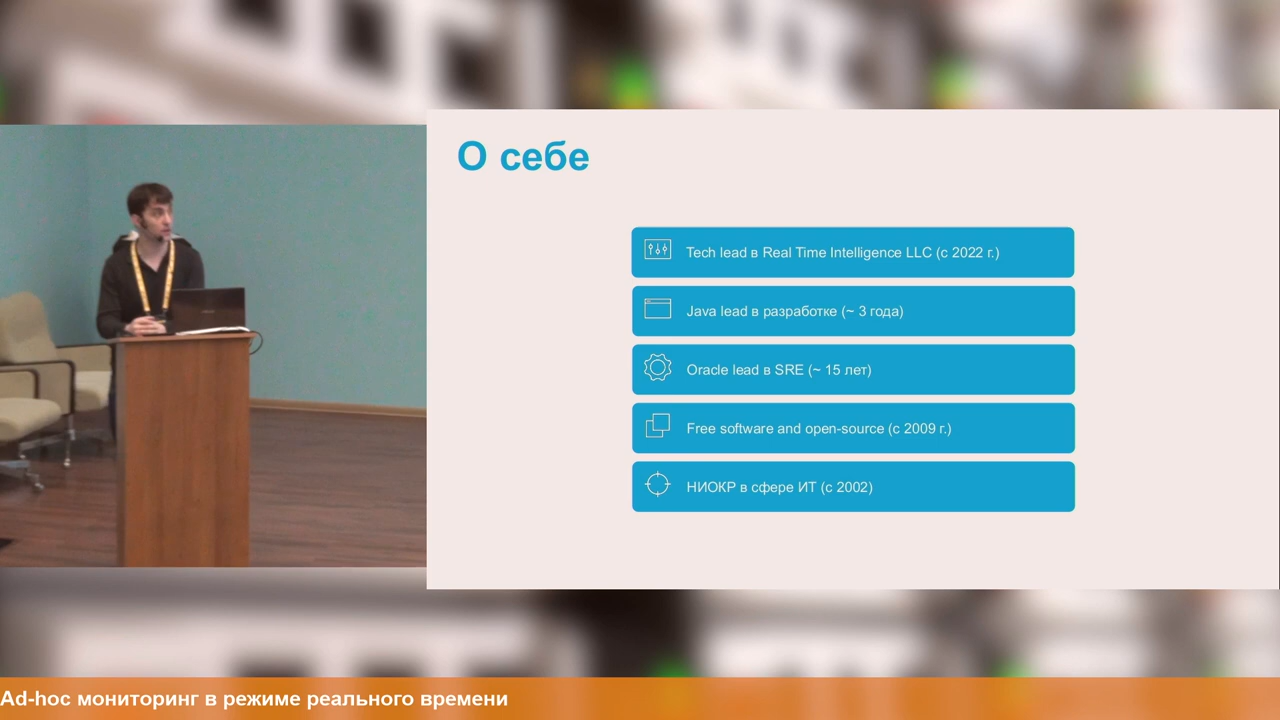 О себе
Tech lead в Real Time Intelligence LLC (с 2022 г.)
Java lead в разработке (~ 3 года)
Oracle lead в SRE (~ 15 лет)
Free software and open-source (с 2009 г.)
НИОКР в сфере ИТ (с 2002)
Ad-hoc мониторинг в режиме реального времени